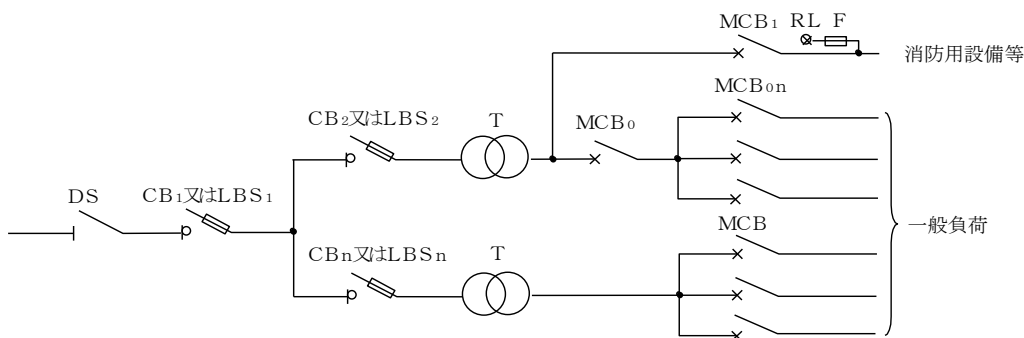 MCB₁ RL F
消防用設備等
MCB₀n
CB₂又はLBS₂
T
MCB₀
DS
CB₁又はLBS₁
MCB
一般負荷
CBn又はLBSn
T